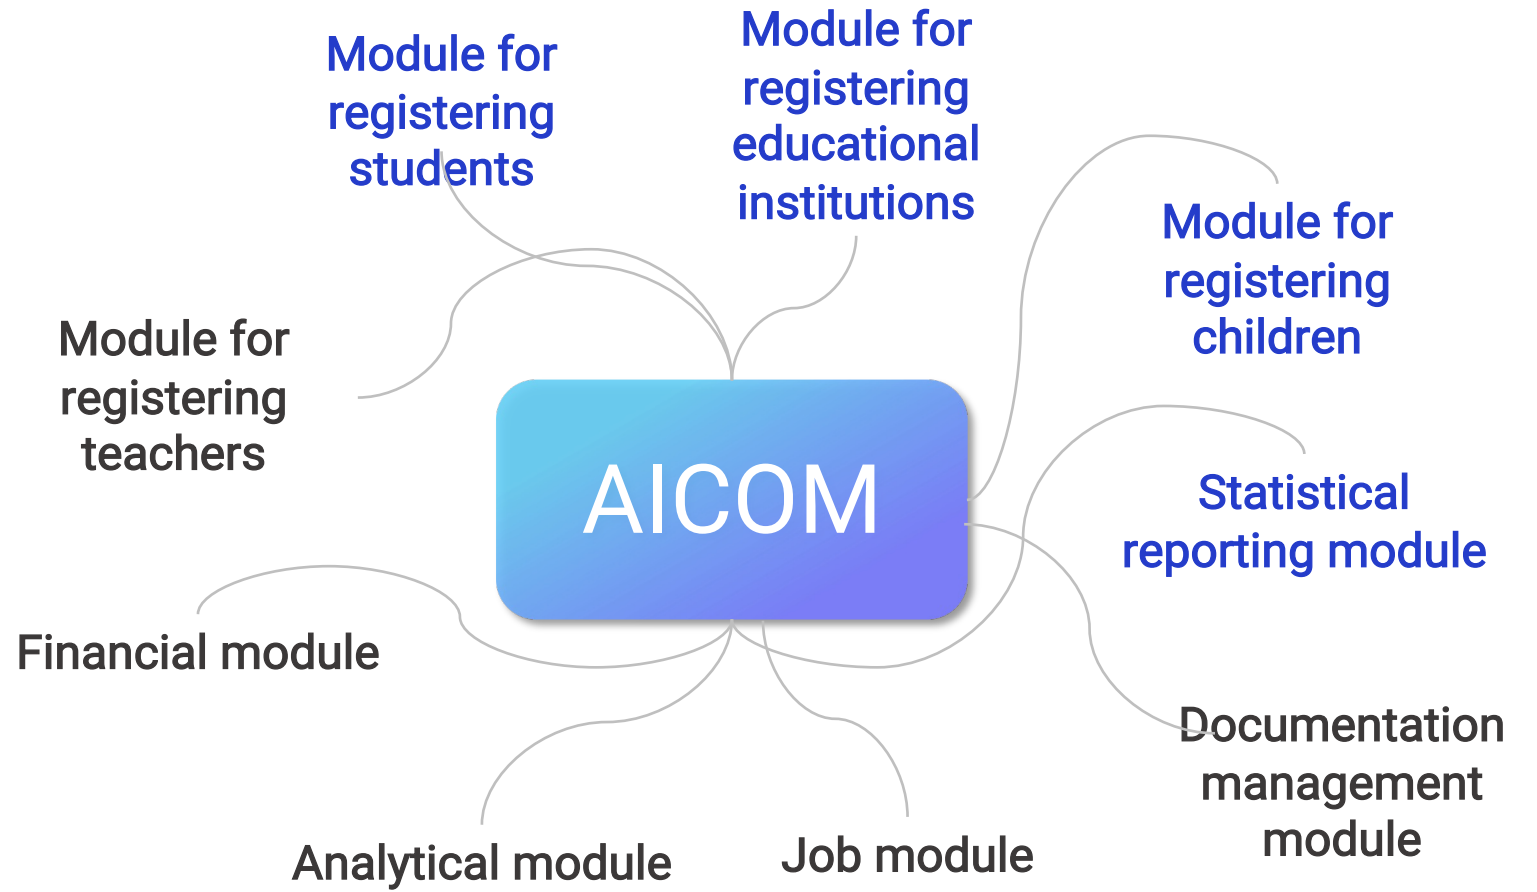 Module for
registering
students
Module for
registering
educational
institutions
Module for
registering
children
Module for
registering
teachers
AICOM
Statistical
reporting module
Financial module
Documentation
management
module
Analytical module
Job module